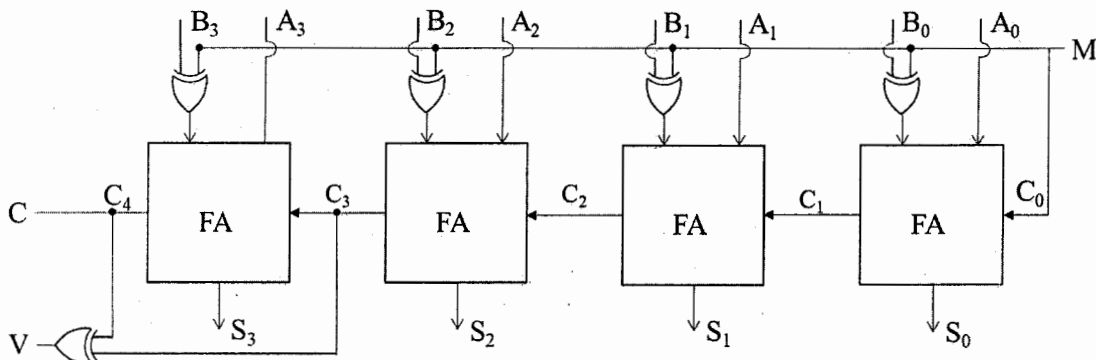 B₃ A₃ B₂ A₂ B₁ A₁ B₀ A₀
M
C C₄ FA C₃ FA C₂ FA C₁ FA C₀
V S₃ S₂ S₁ S₀